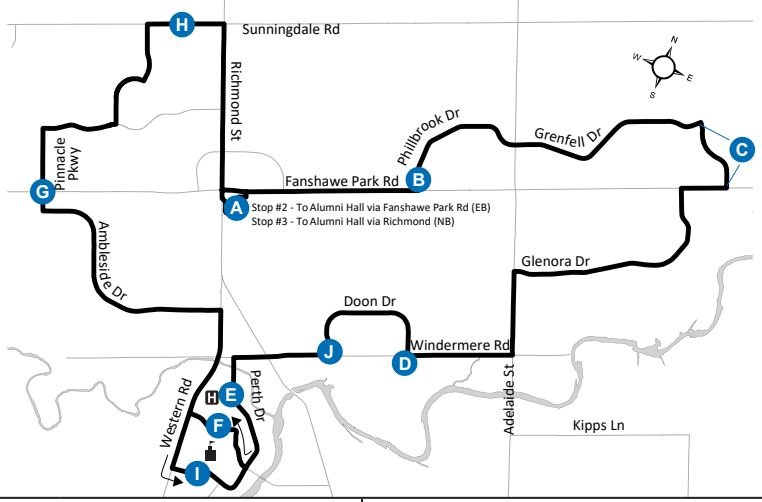 H
Sunningdale Rd
N
W
E
S
Richmond St
Phillbrook Dr
Grenfell Dr
C
Pinnacle
Pkwy
G
Fanshawe Park Rd
B
A
Stop #2 - To Alumni Hall via Fanshawe Park Rd (EB)
Stop #3 - To Alumni Hall via Richmond (NB)
Ambleside Dr
Glenora Dr
Doon Dr
J
D
Windermere Rd
Western Rd
H
E
Perth Dr
Adelaide St
F
Kipps Ln
I